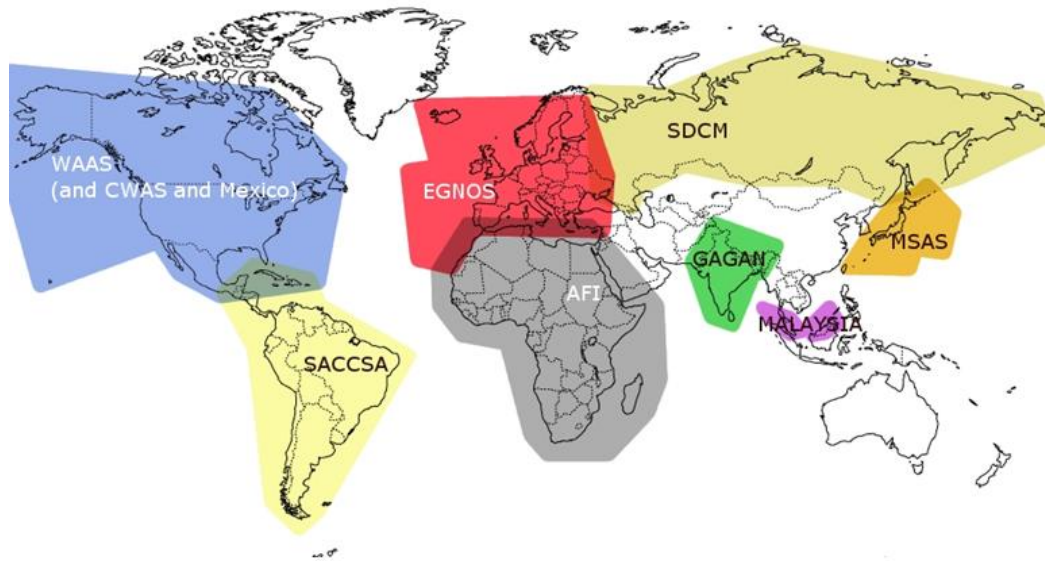 SDCM
WAAS
(and CWAS and Mexico)
EGNOS
MSAS
GAGAN
AFI
MALAYSIA
SACCSA